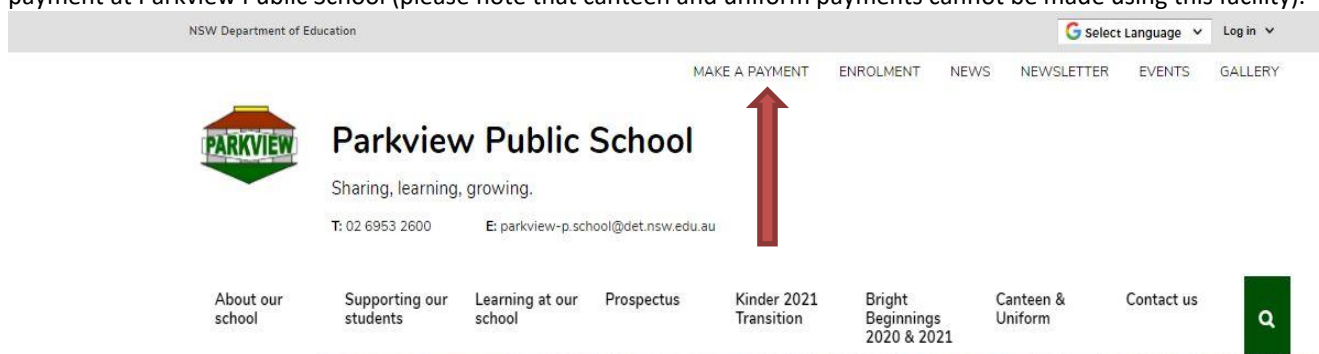 payment at Parkview Public School (please note that canteen and uniform payments cannot be made using this facility).
NSW Department of Education
Select Language
Log in
MAKE A PAYMENT ENROLMENT NEWS NEWSLETTER EVENTS GALLERY
PARKVIEW
Parkview Public School
Sharing, learning, growing.
T: 02 6953 2600 E: parkview-p.school@det.nsw.edu.au
About our school
Supporting our students
Learning at our school
Prospectus
Kinder 2021 Transition
Bright Beginnings 2020 & 2021
Canteen & Uniform
Contact us